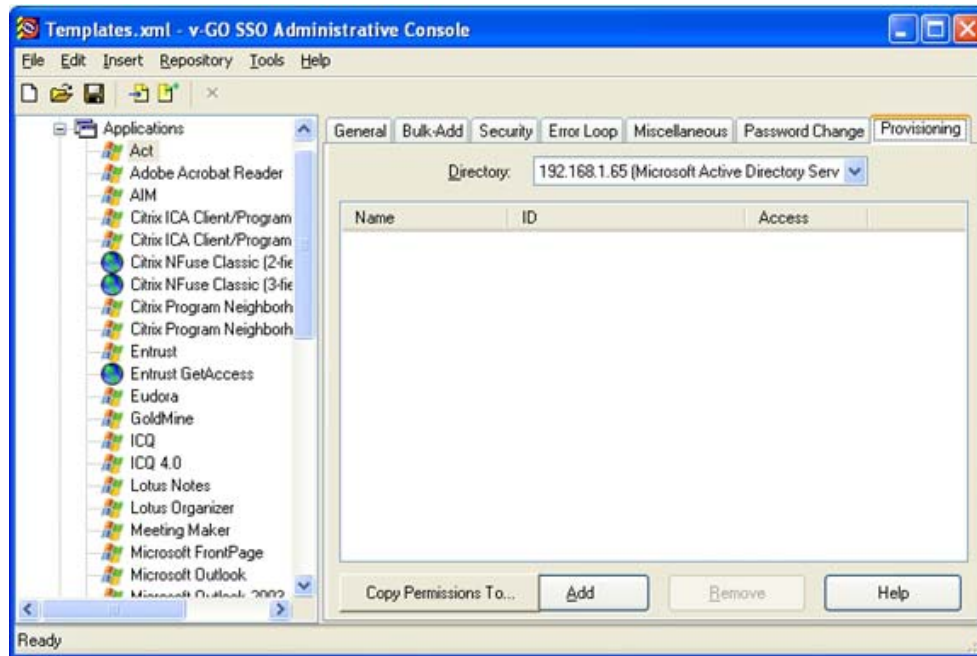 Templates.xml - v-GO SSO Administrative Console
File Edit Insert Repository Tools Help
Applications
Act
Adobe Acrobat Reader
AIM
Citrix ICA Client/Program
Citrix ICA Client/Program
Citrix NFuse Classic (2-fie
Citrix NFuse Classic (3-fie
Citrix Program Neighborh
Citrix Program Neighborh
Entrust
Entrust GetAccess
Eudora
GoldMine
ICQ
ICQ 4.0
Lotus Notes
Lotus Organizer
Meeting Maker
Microsoft FrontPage
Microsoft Outlook
Microsoft Outlook 2002
General Bulk-Add Security Error Loop Miscellaneous Password Change Provisioning
Directory: 192.168.1.65 (Microsoft Active Directory Serv
Name ID Access
Copy Permissions To... Add Remove Help
Ready